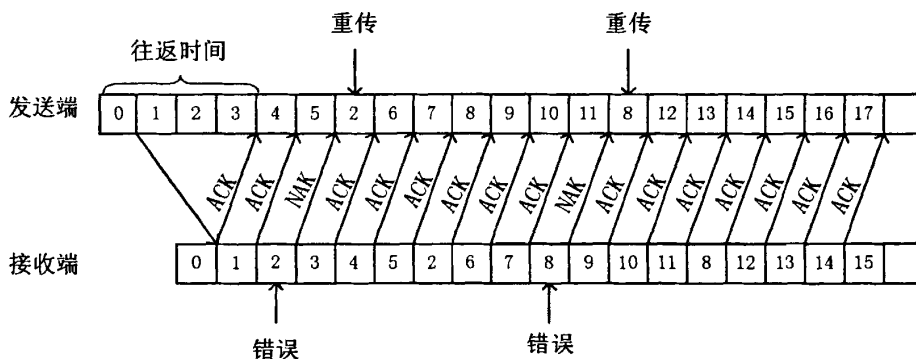 重传 重传
往返时间
发送端 0 1 2 3 4 5 2 6 7 8 9 10 11 8 12 13 14 15 16 17
ACK ACK NAK ACK ACK ACK ACK ACK ACK NAK ACK ACK ACK ACK ACK ACK ACK
接收端 0 1 2 3 4 5 2 6 7 8 9 10 11 8 12 13 14 15
错误 错误